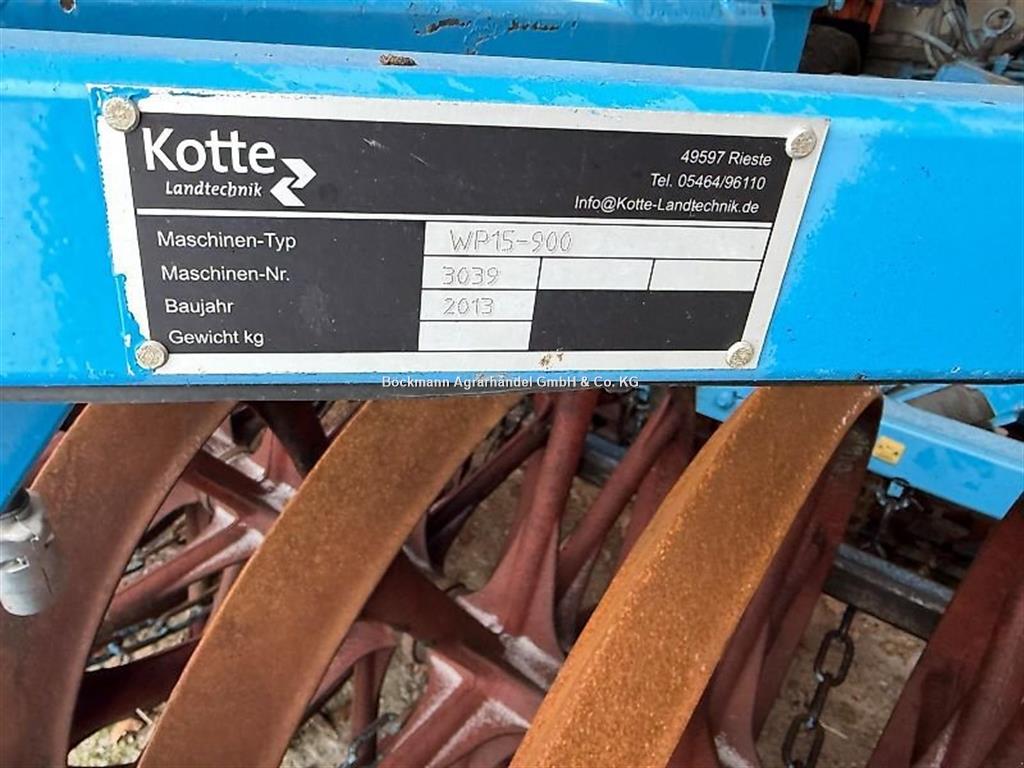 Kotte
Landtechnik
49597 Rieste
Tel. 05464/96110
Info@Kotte-Landtechnik.de
Maschinen-Typ WP15-900
Maschinen-Nr. 3039
Baujahr 2013
Gewicht kg
Bockmann Agrarhandel GmbH & Co. KG